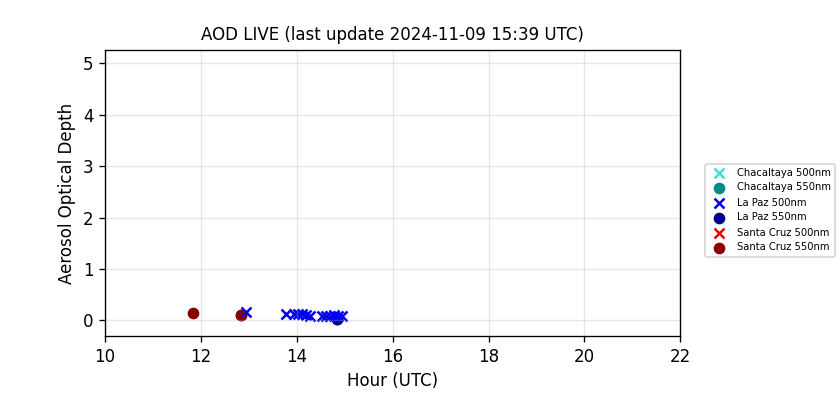 AOD LIVE (last update 2024-11-09 15:39 UTC)
5
4
3
2
1
0
Aerosol Optical Depth
10 12 14 16 18 20 22
Hour (UTC)
Chacaltaya 500nm
Chacaltaya 550nm
La Paz 500nm
La Paz 550nm
Santa Cruz 500nm
Santa Cruz 550nm